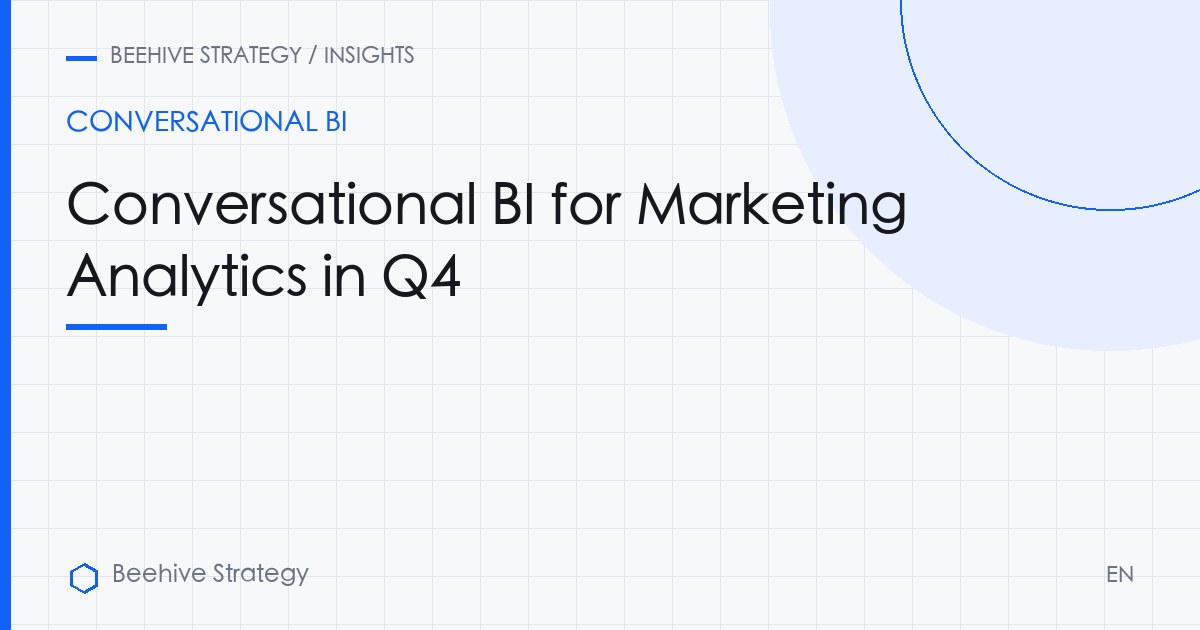 BEEHIVE STRATEGY / INSIGHTS
CONVERSATIONAL BI
Conversational BI for Marketing
Analytics in Q4
Beehive Strategy
EN